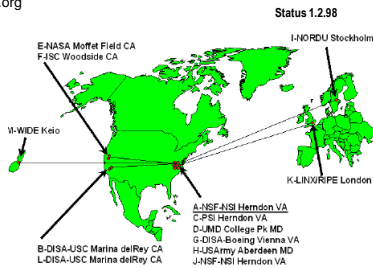 .org
Status 1.2.98
I-NORDU Stockholm
E-NASA Moffet Field CA
F-ISC Woodside CA
M-WIDE Keio
K-LINX/RIPE London
A-NSF-NSI Herndon VA
C-PSI Herndon VA
D-UMD College Pk MD
G-DISA-Boeing Vienna VA
H-USArmy Aberdeen MD
J-NSF-NSI Herndon VA
B-DISA-USC Marina delRey CA
L-DISA-USC Marina delRey CA